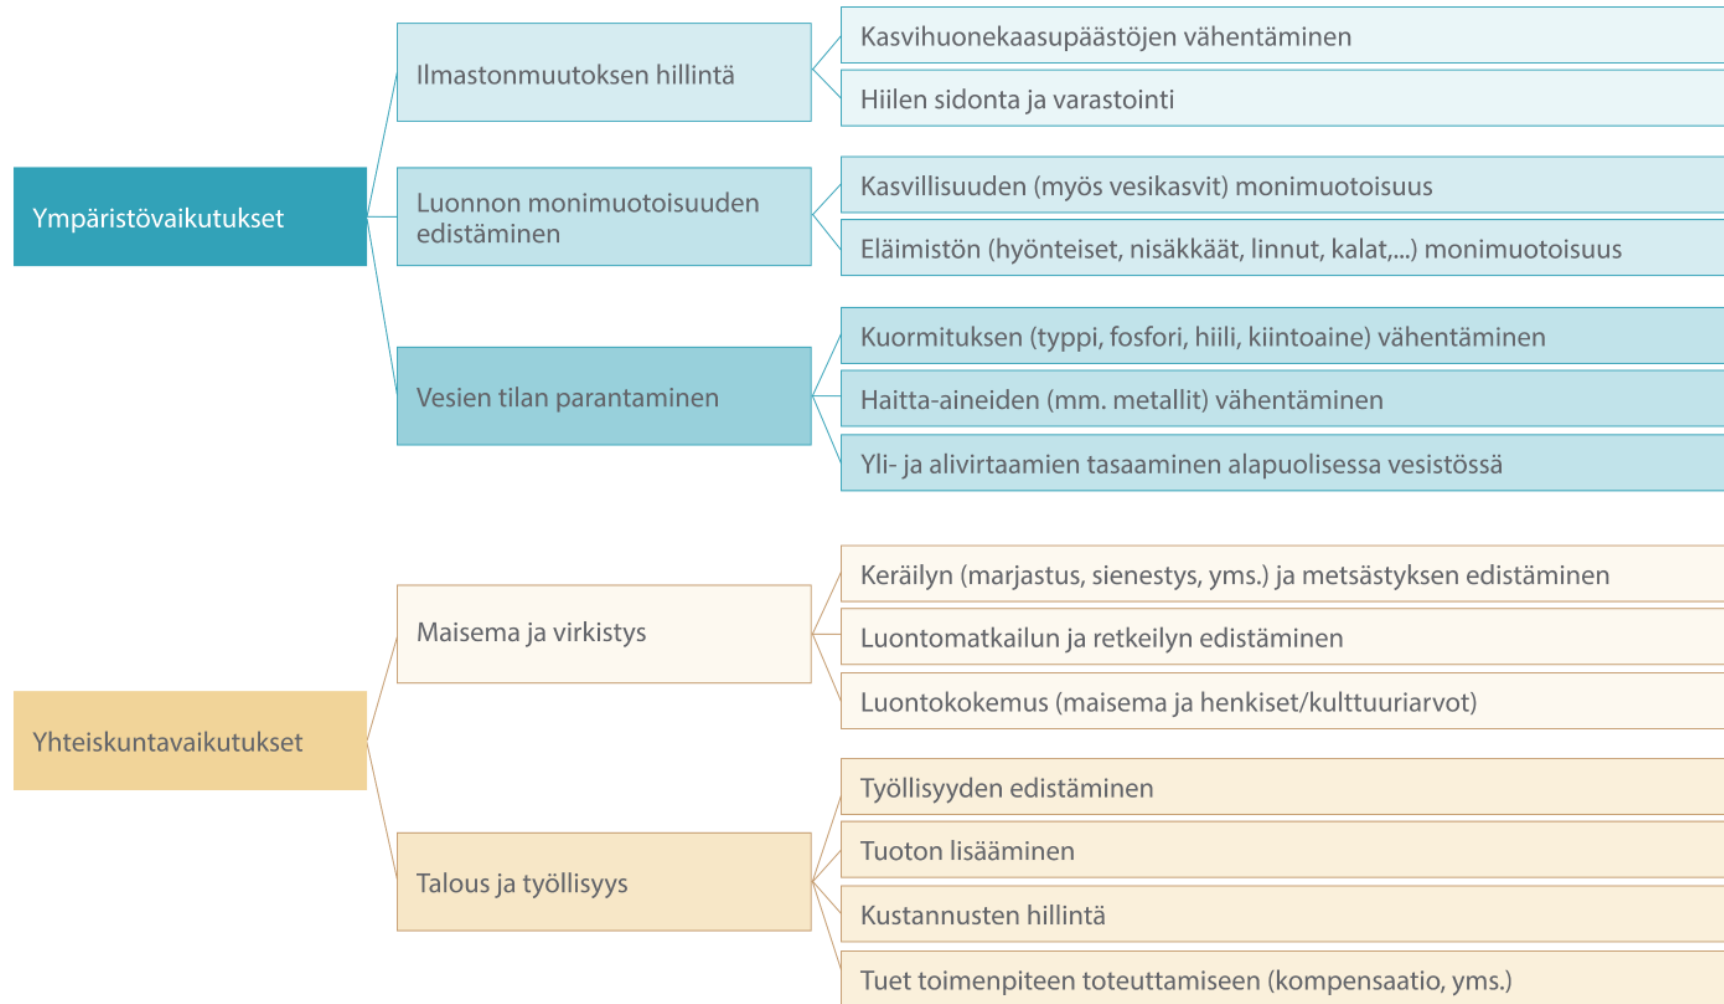 Ympäristövaikutukset
Ilmastonmuutoksen hillintä
Kasvihuonekaasupäästöjen vähentäminen
Hiilen sidonta ja varastointi
Luonnon monimuotoisuuden
edistäminen
Kasvillisuuden (myös vesikasvit) monimuotoisuus
Eläimistön (hyönteiset, nisäkkäät, linnut, kalat,...) monimuotoisuus
Vesien tilan parantaminen
Kuormituksen (typpi, fosfori, hiili, kiintoaine) vähentäminen
Haitta-aineiden (mm. metallit) vähentäminen
Yli- ja alivirtaamien tasaaminen alapuolisessa vesistössä
Yhteiskuntavaikutukset
Maisema ja virkistys
Keräilyn (marjastus, sienestys, yms.) ja metsästyksen edistäminen
Luontomatkailun ja retkeilyn edistäminen
Luontokokemus (maisema ja henkiset/kulttuuriarvot)
Talous ja työllisyys
Työllisyyden edistäminen
Tuoton lisääminen
Kustannusten hillintä
Tuet toimenpiteen toteuttamiseen (kompensaatio, yms.)